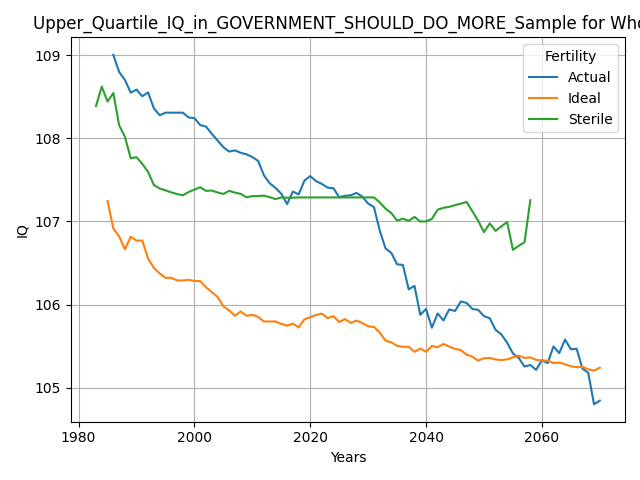 Upper_Quartile_IQ_in_GOVERNMENT_SHOULD_DO_MORE_Sample for Who
Fertility
Actual
Ideal
Sterile
109
108
107
106
105
IQ
1980
2000
2020
2040
2060
Years